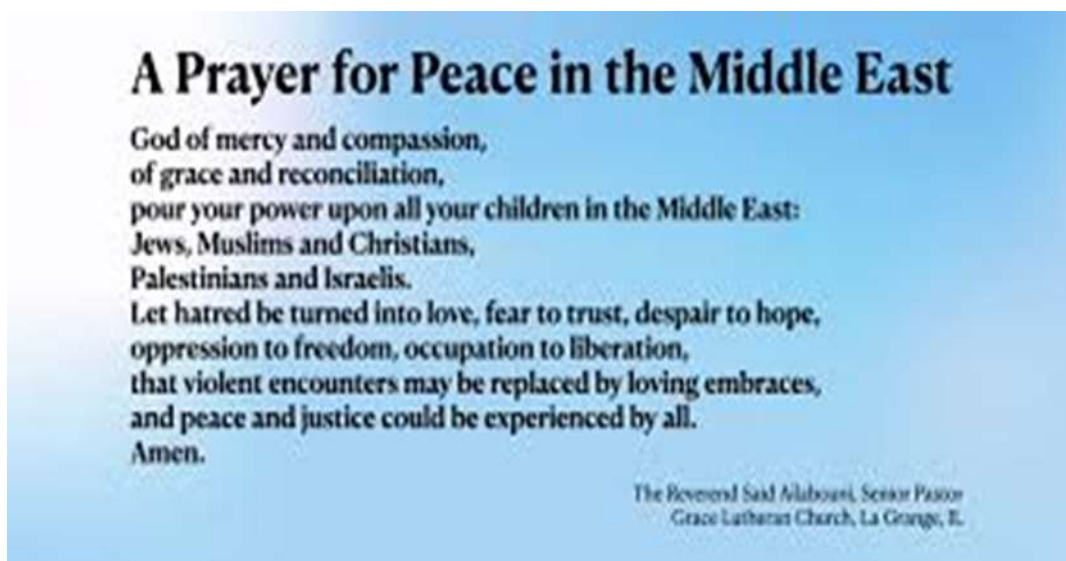 A Prayer for Peace in the Middle East
God of mercy and compassion,
of grace and reconciliation,
pour your power upon all your children in the Middle East:
Jews, Muslims and Christians,
Palestinians and Israelis.
Let hatred be turned into love, fear to trust, despair to hope,
oppression to freedom, occupation to liberation,
that violent encounters may be replaced by loving embraces,
and peace and justice could be experienced by all.
Amen.
The Reverend Said Ailabouni, Senior Pastor
Grace Lutheran Church, La Grange, IL